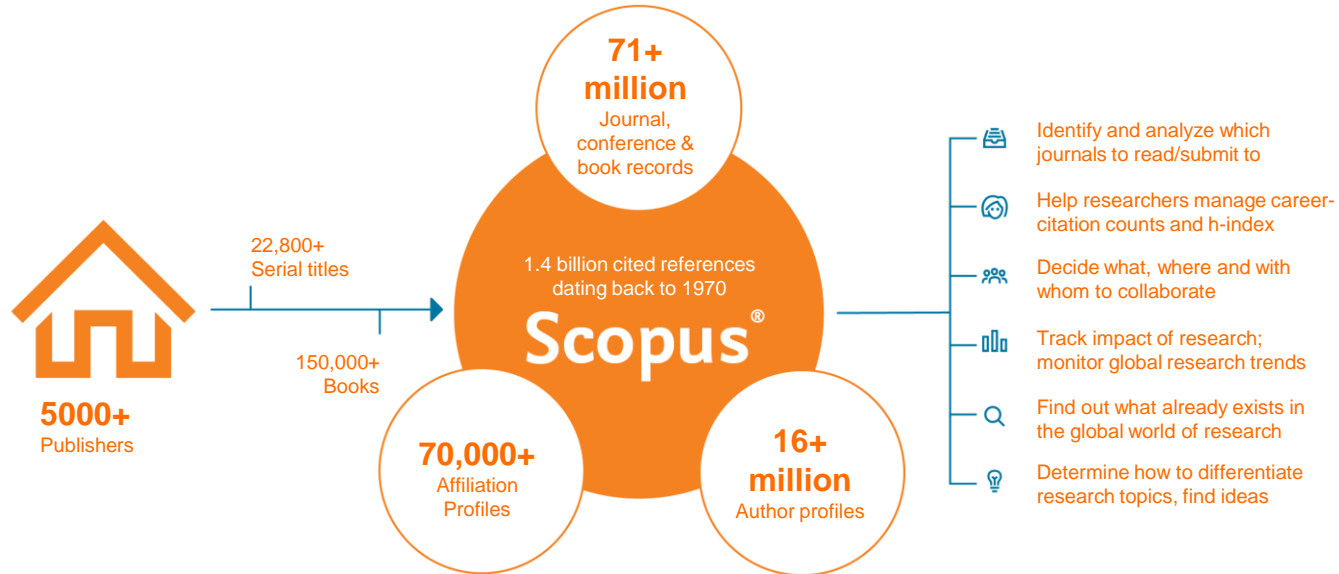 71+
million
Journal,
conference &
book records
22,800+
Serial titles
150,000+
Books
5000+
Publishers
1.4 billion cited references
dating back to 1970
Scopus®
70,000+
Affiliation
Profiles
16+
million
Author profiles
Identify and analyze which
journals to read/submit to
Help researchers manage career-
citation counts and h-index
Decide what, where and with
whom to collaborate
Track impact of research;
monitor global research trends
Find out what already exists in
the global world of research
Determine how to differentiate
research topics, find ideas